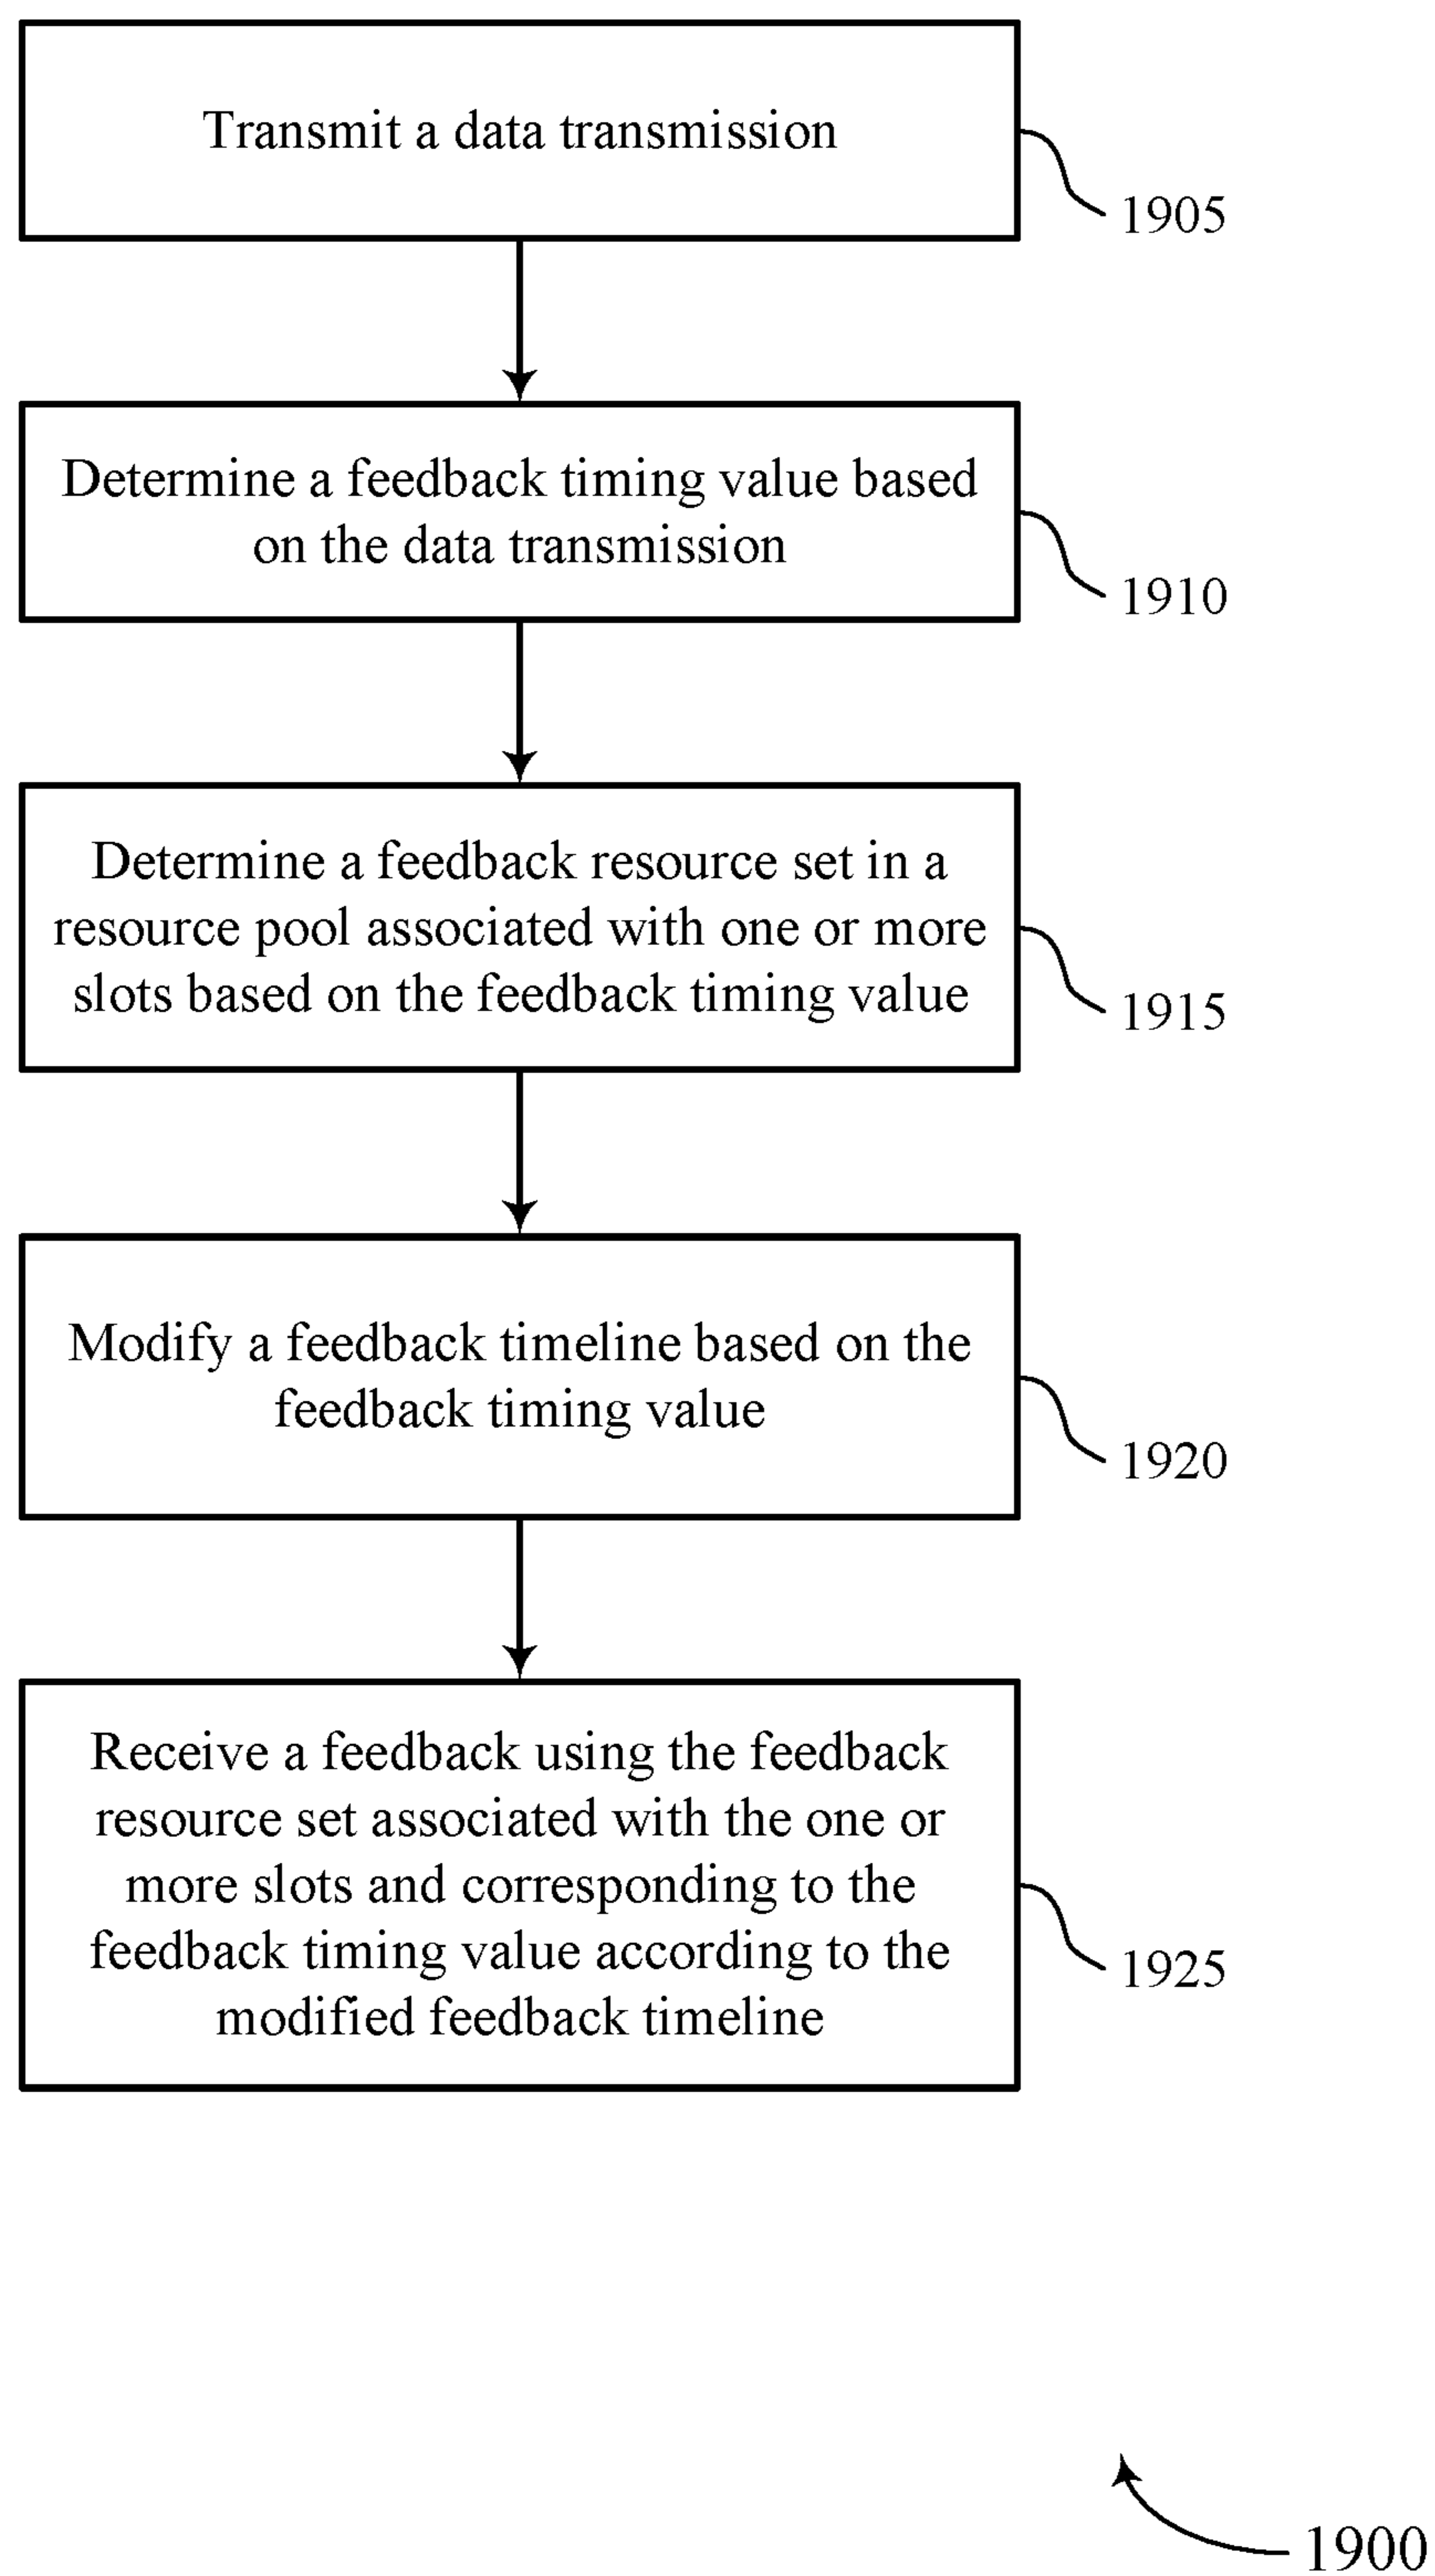 Transmit a data transmission
1905
Determine a feedback timing value based
on the data transmission
1910
Determine a feedback resource set in a
resource pool associated with one or more
slots based on the feedback timing value
1915
Modify a feedback timeline based on the
feedback timing value
1920
Receive a feedback using the feedback
resource set associated with the one or
more slots and corresponding to the
feedback timing value according to the
modified feedback timeline
1925
1900